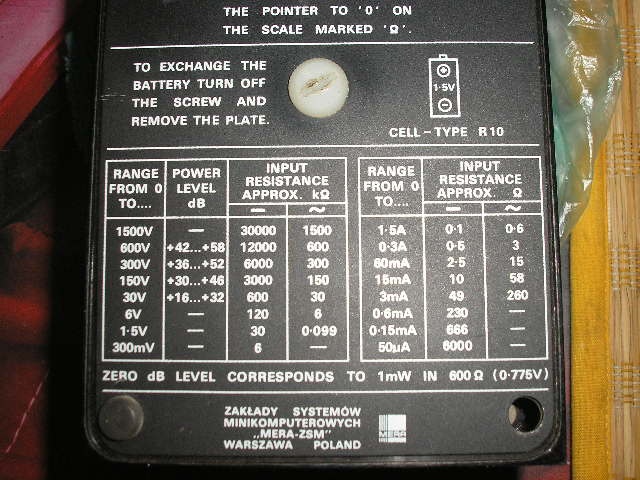 THE POINTER TO 'O' ON
THE SCALE MARKED 'Ω'.
TO EXCHANGE THE
BATTERY TURN OFF
THE SCREW AND
REMOVE THE PLATE.
1·5V
CELL-TYPE R10
RANGE FROM 0 TO.... POWER LEVEL dB INPUT RESISTANCE APPROX. kΩ
— ~
1500V — 30000 1500
600V +42...+58 12000 600
300V +36...+52 6000 300
150V +30...+46 3000 150
30V +16...+32 600 30
6V — 120 6
1·5V — 30 0·099
300mV — 6 —
RANGE FROM 0 TO.... INPUT RESISTANCE APPROX. Ω
— ~
1·5A 0·1 0·6
0·3A 0·5 3
60mA 2·5 15
15mA 10 58
3mA 49 260
0·6mA 230 —
0·15mA 666 —
50µA 6000 —
ZERO dB LEVEL CORRESPONDS TO 1mW IN 600Ω (0·775V)
ZAKŁADY SYSTEMÓW
MINIKOMPUTEROWYCH
„MERA-ZSM"
WARSZAWA POLAND
MERA